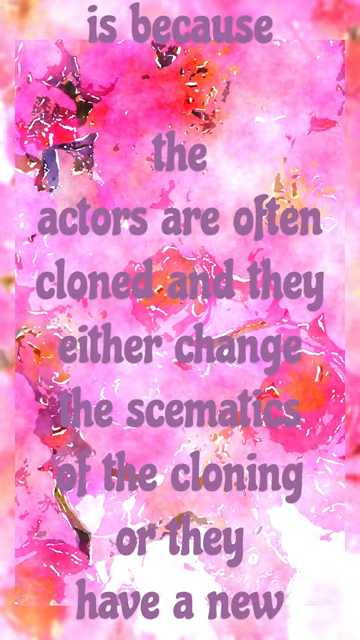 is because
the
actors are often
cloned and they
either change
the scematics
of the cloning
or they
have a new